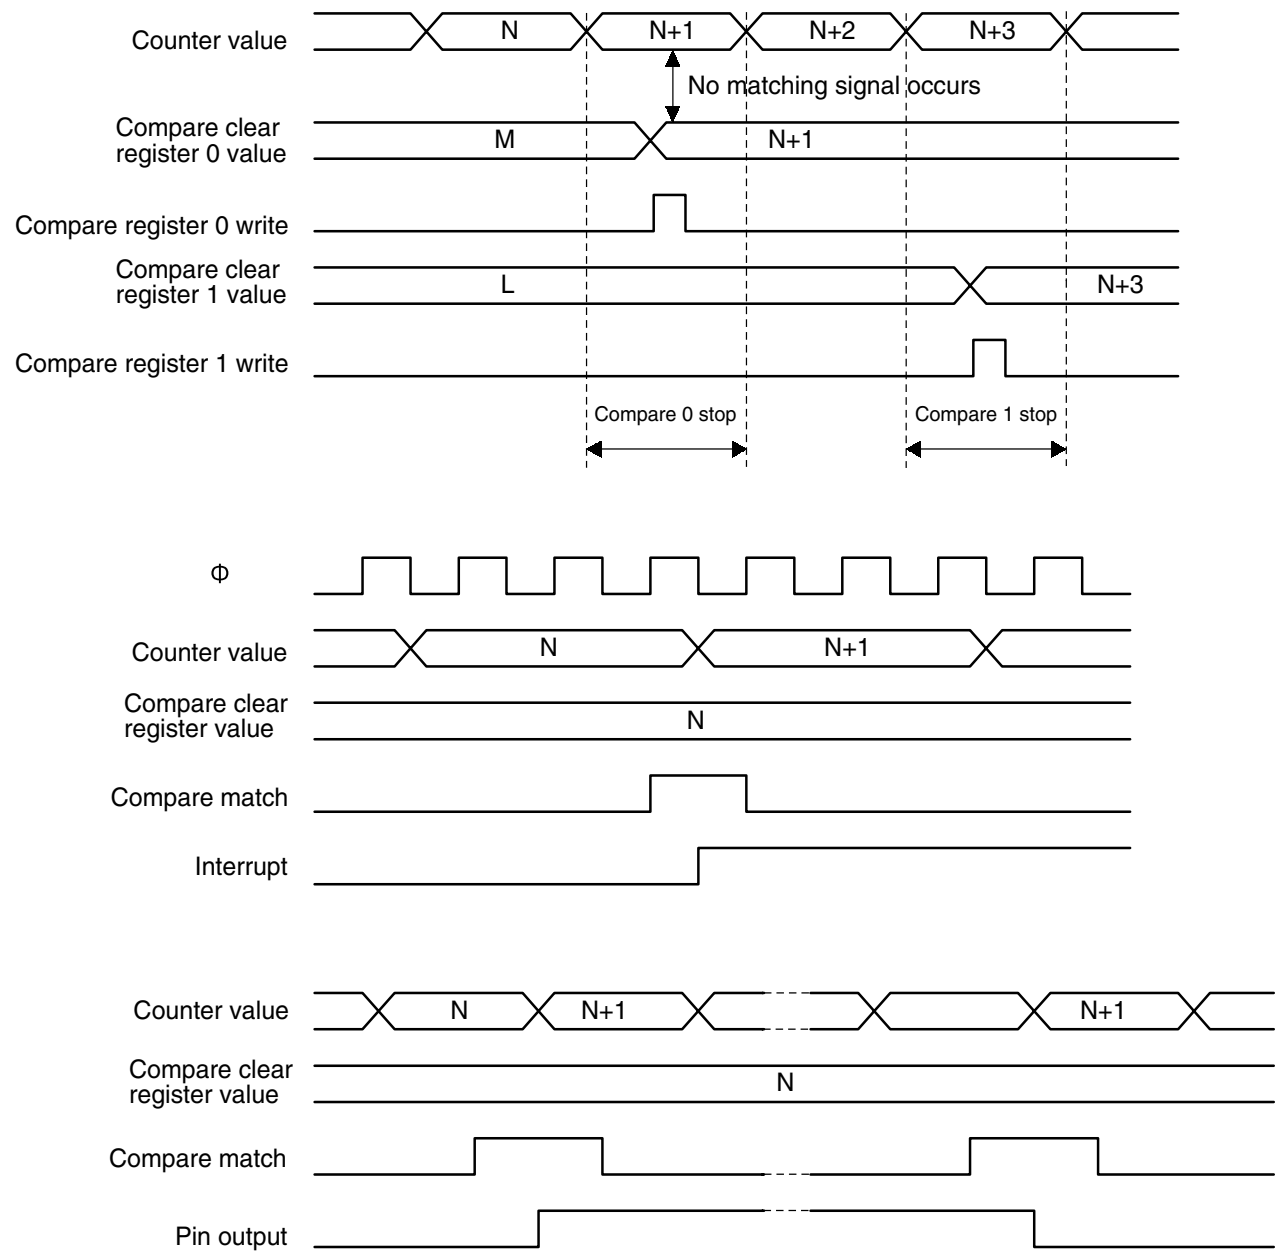 Counter value
N
N+1
N+2
N+3
No matching signal occurs
Compare clear
register 0 value
M
N+1
Compare register 0 write
Compare clear
register 1 value
L
N+3
Compare register 1 write
Compare 0 stop
Compare 1 stop
Φ
Counter value
N
N+1
Compare clear
register value
N
Compare match
Interrupt
Counter value
N
N+1
N+1
Compare clear
register value
N
Compare match
Pin output